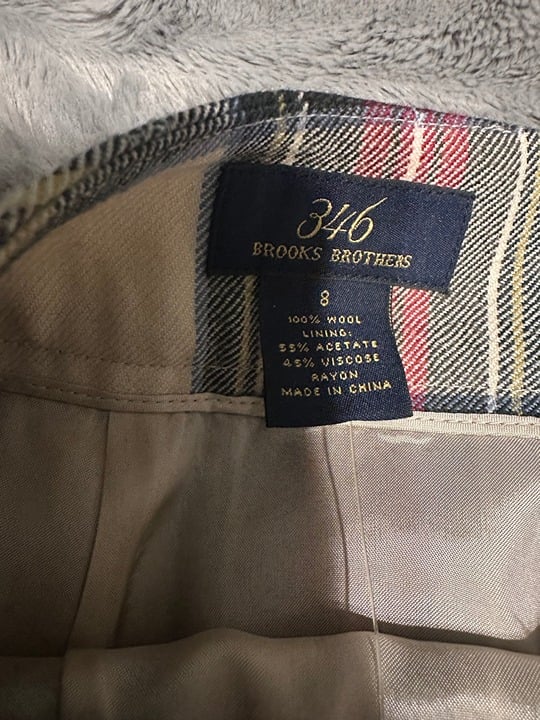 346
BROOKS BROTHERS
8
100% WOOL
LINING:
55% ACETATE
45% VISCOSE
RAYON
MADE IN CHINA